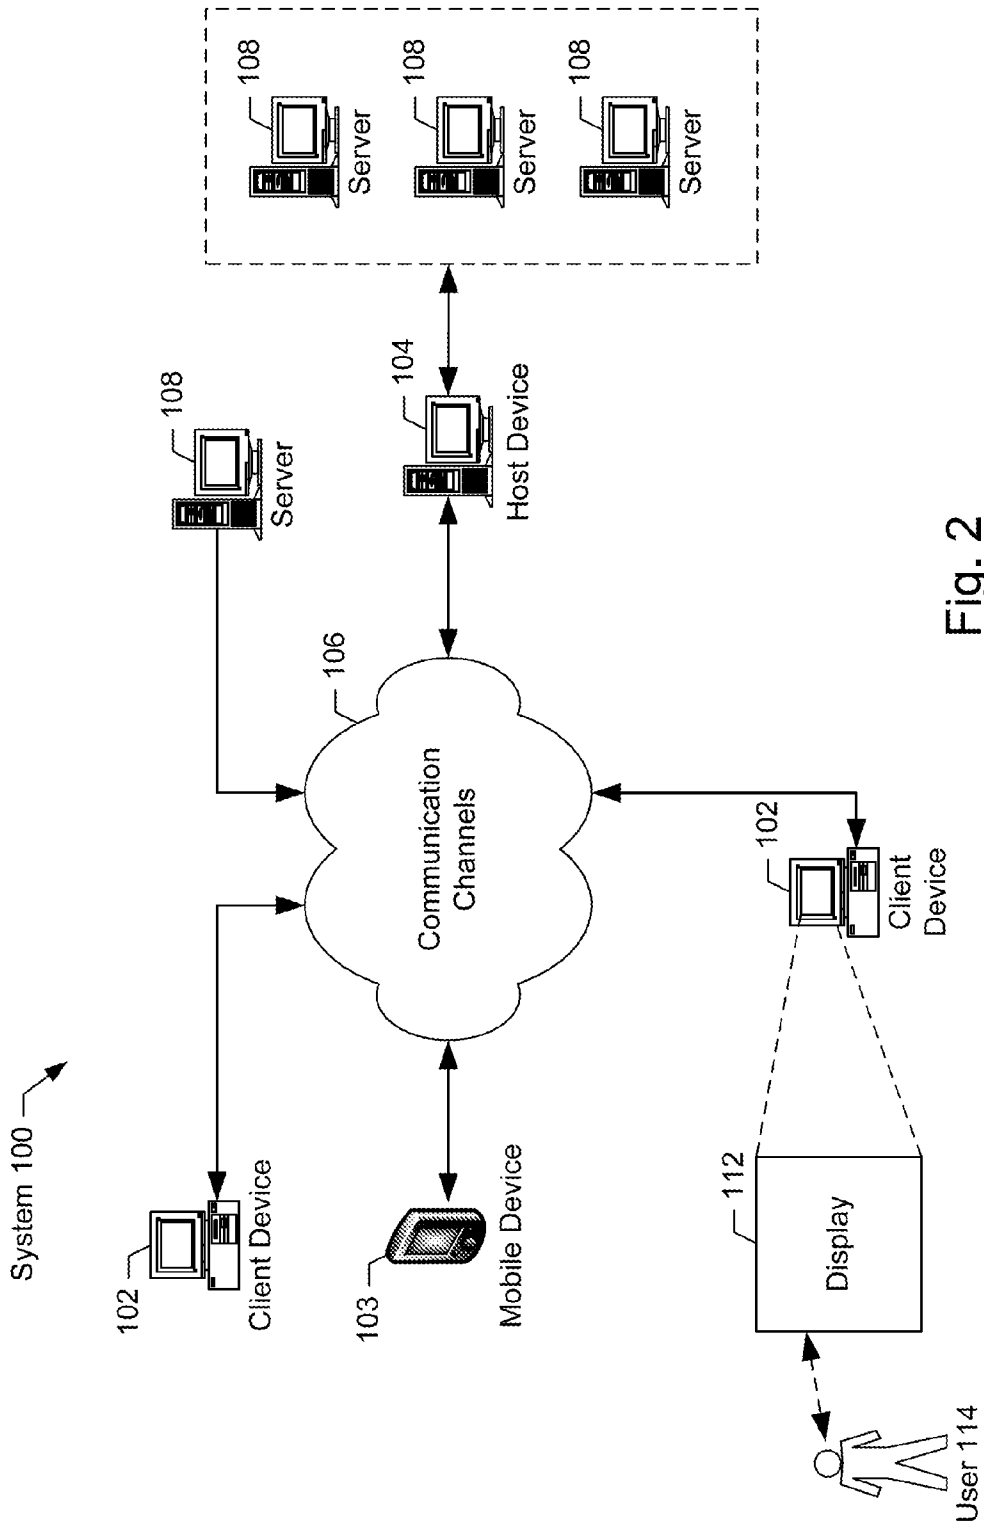 System 100
102
Client Device
103
Mobile Device
User 114
112
Display
102
Client
Device
106
Communication
Channels
108
Server
104
Host Device
108
Server
108
Server
108
Server
Fig. 2